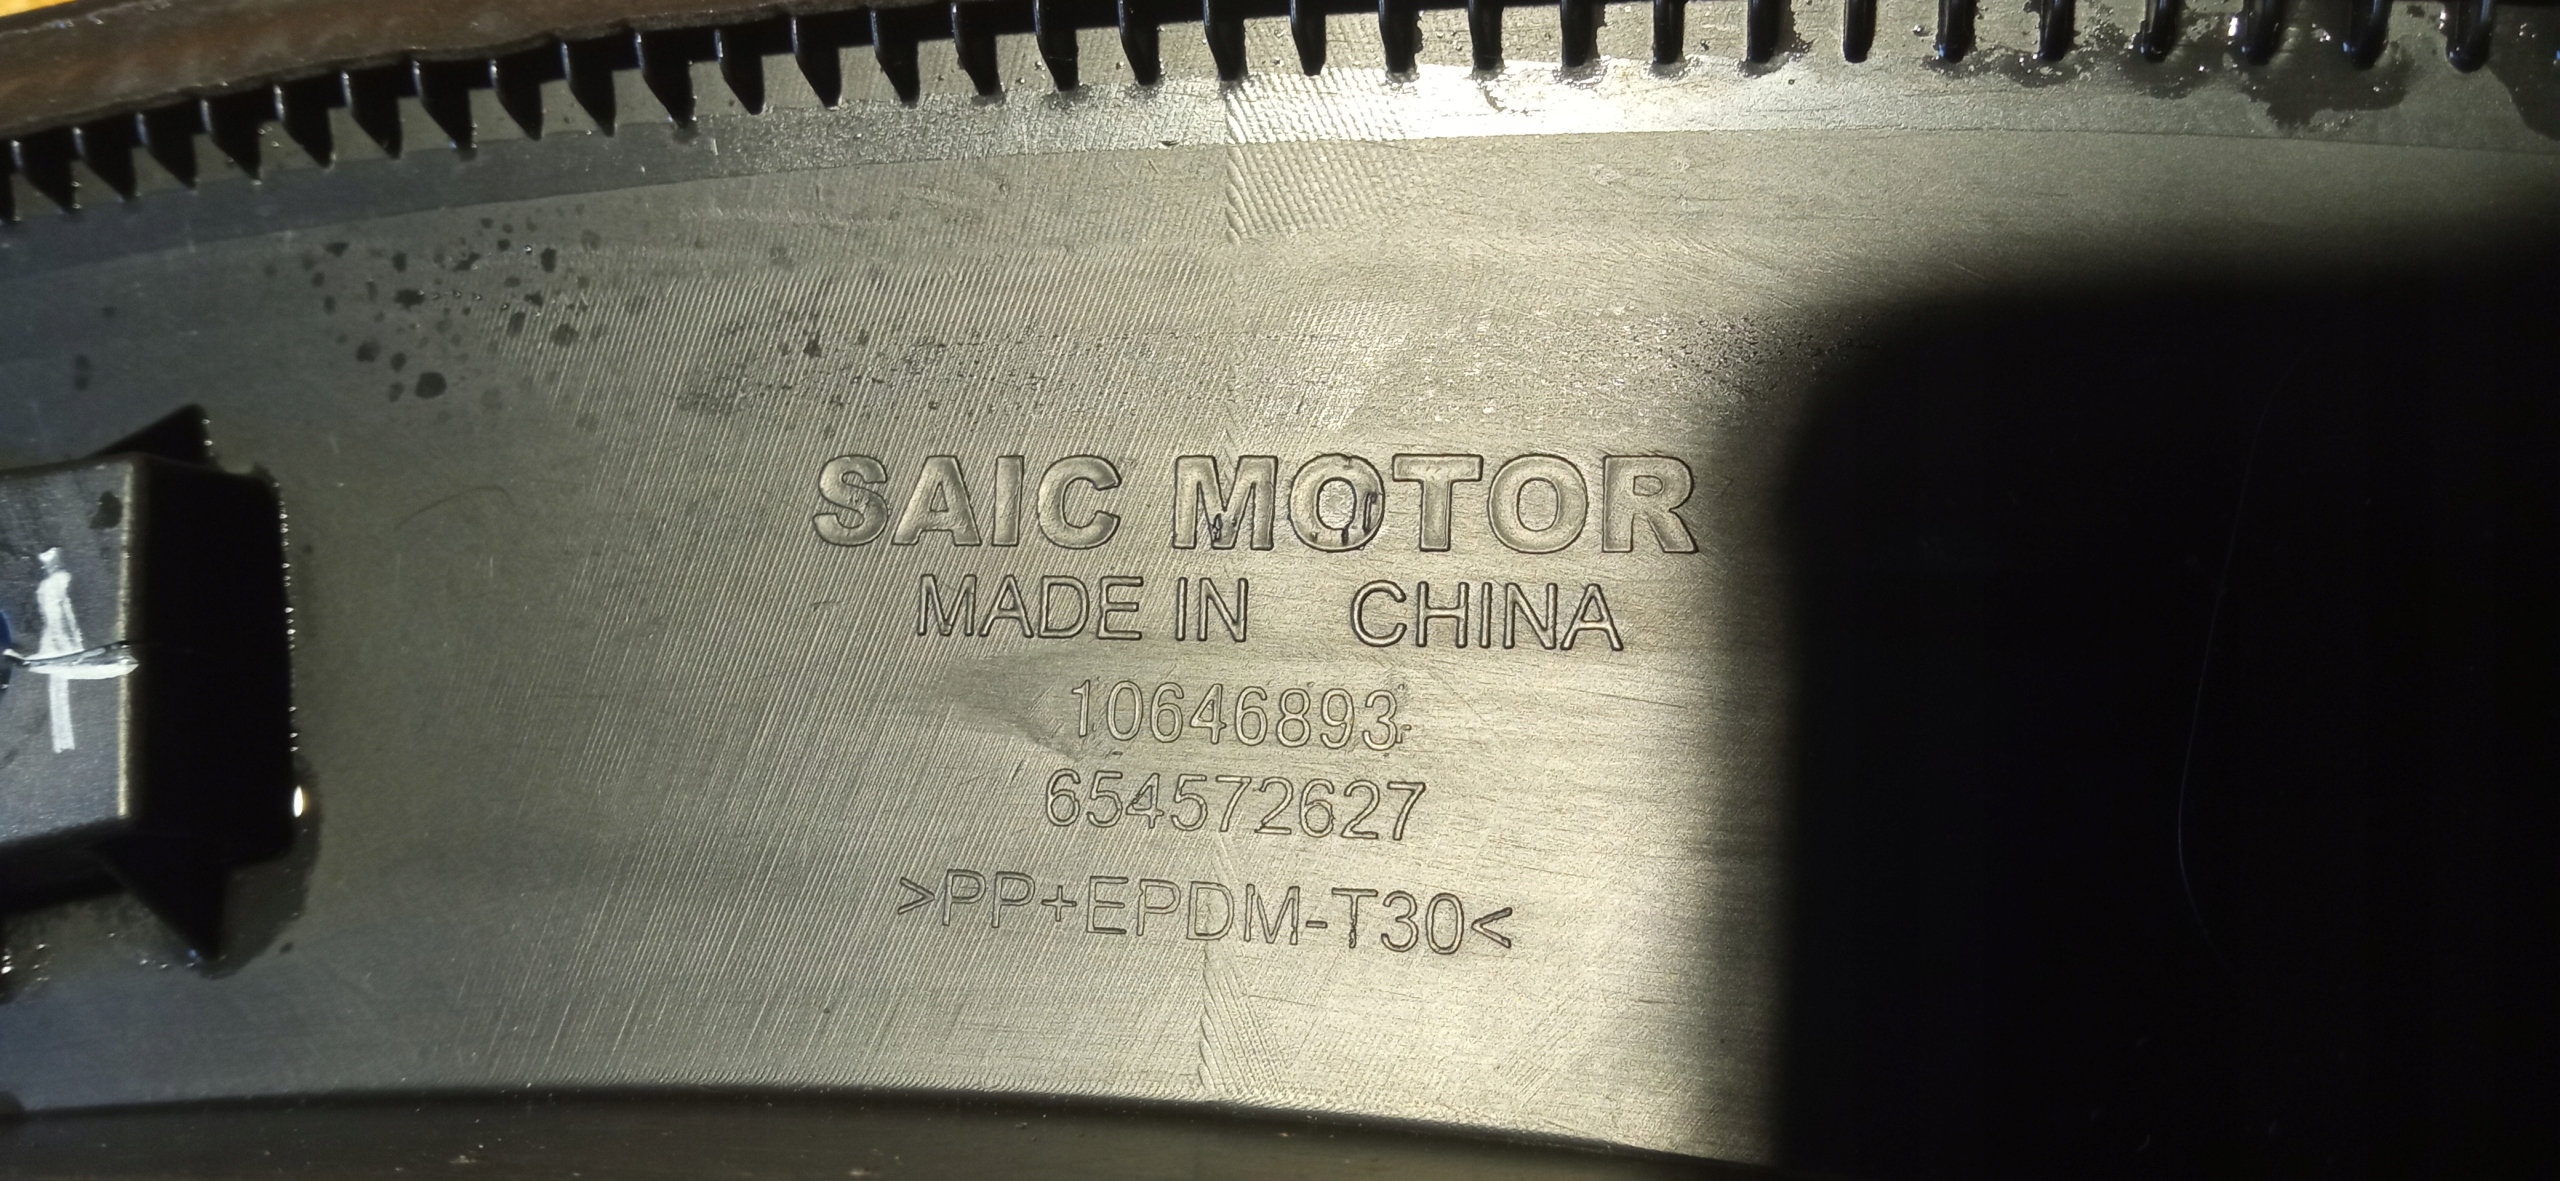 SAIC MOTOR
MADE IN CHINA
10646893
654572627
>PP+EPDM-T30<